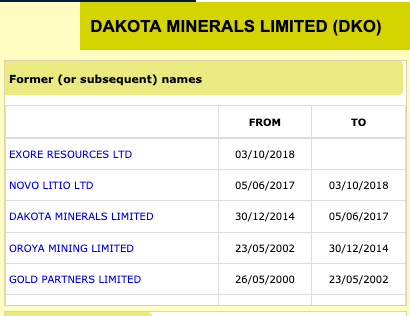 DAKOTA MINERALS LIMITED (DKO)
Former (or subsequent) names
FROM TO
EXORE RESOURCES LTD 03/10/2018
NOVO LITIO LTD 05/06/2017 03/10/2018
DAKOTA MINERALS LIMITED 30/12/2014 05/06/2017
OROYA MINING LIMITED 23/05/2002 30/12/2014
GOLD PARTNERS LIMITED 26/05/2000 23/05/2002